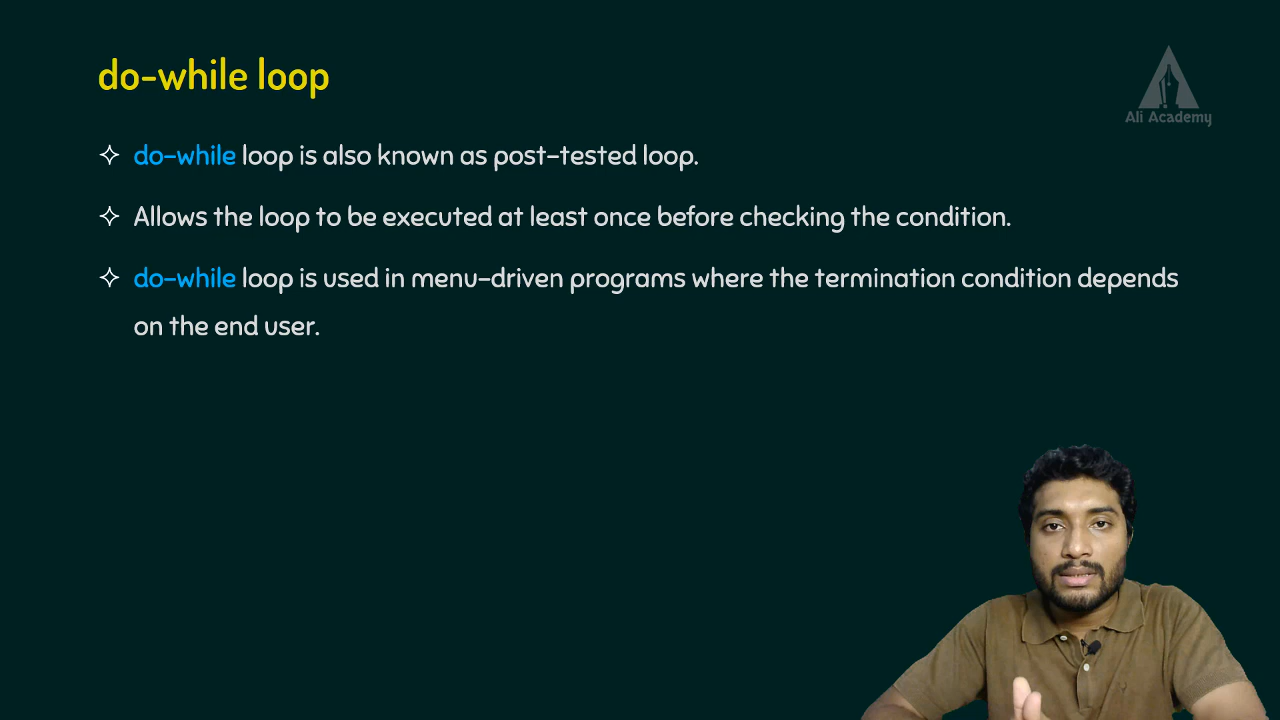 do-while loop
Ali Academy
do-while loop is also known as post-tested loop.
Allows the loop to be executed at least once before checking the condition.
do-while loop is used in menu-driven programs where the termination condition depends
on the end user.